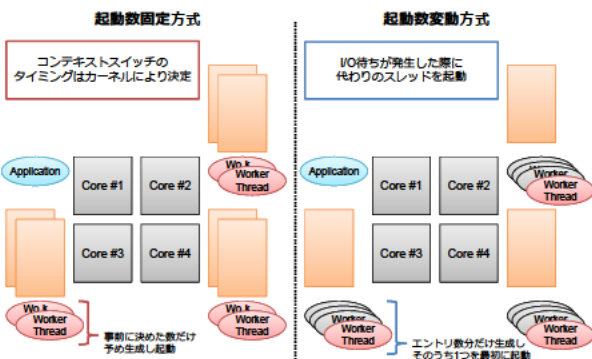 起動数固定方式
コンテキストスイッチの
タイミングはカーネルにより決定
Application
Core #1
Core #2
Worker
Thread
Core #3
Core #4
Worker
Thread
事前に決めた数だけ
予め生成し起動
Worker
Thread
起動数変動方式
I/O待ちが発生した際に
代わりのスレッドを起動
Application
Core #1
Core #2
Worker
Thread
Core #3
Core #4
Worker
Thread
エントリ数分だけ生成し
そのうち1つを最初に起動
Worker
Thread